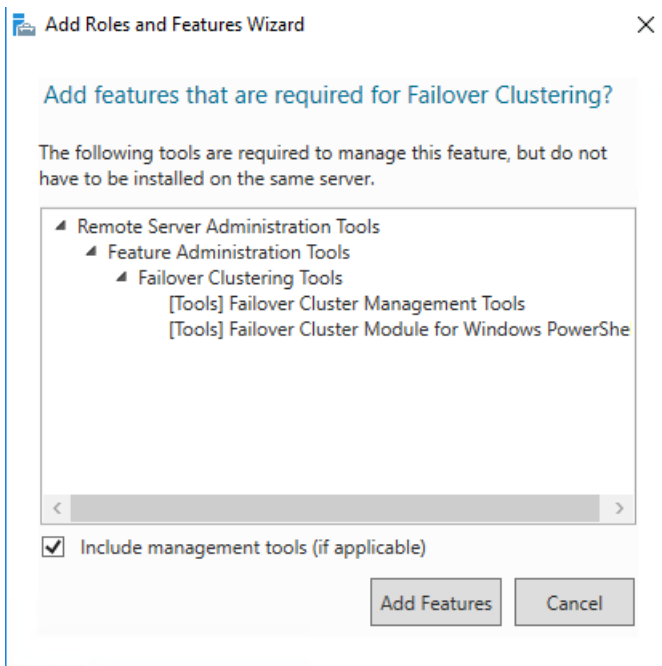 Add Roles and Features Wizard
Add features that are required for Failover Clustering?
The following tools are required to manage this feature, but do not
have to be installed on the same server.
Remote Server Administration Tools
Feature Administration Tools
Failover Clustering Tools
[Tools] Failover Cluster Management Tools
[Tools] Failover Cluster Module for Windows PowerShe
Include management tools (if applicable)
Add Features
Cancel